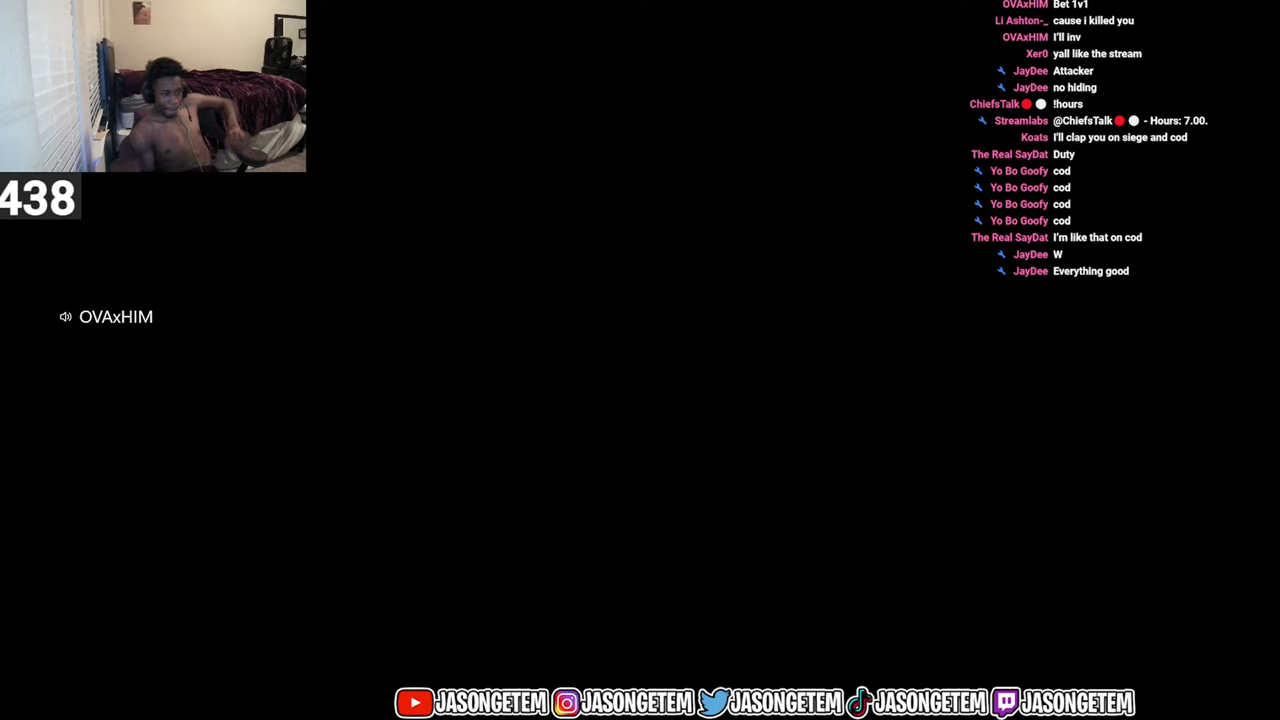 OVAxHIM Bet 1v1
Li Ashton-_ cause i killed you
OVAxHIM I'll inv
Xer0 yall like the stream
JayDee Attacker
JayDee no hiding
ChiefsTalk !hours
Streamlabs @ChiefsTalk - Hours: 7.00.
Koats I'll clap you on siege and cod
The Real SayDat Duty
Yo Bo Goofy cod
Yo Bo Goofy cod
Yo Bo Goofy cod
Yo Bo Goofy cod
The Real SayDat I'm like that on cod
JayDee W
JayDee Everything good
438
OVAxHIM
JASONGETEM JASONGETEM JASONGETEM JASONGETEM JASONGETEM